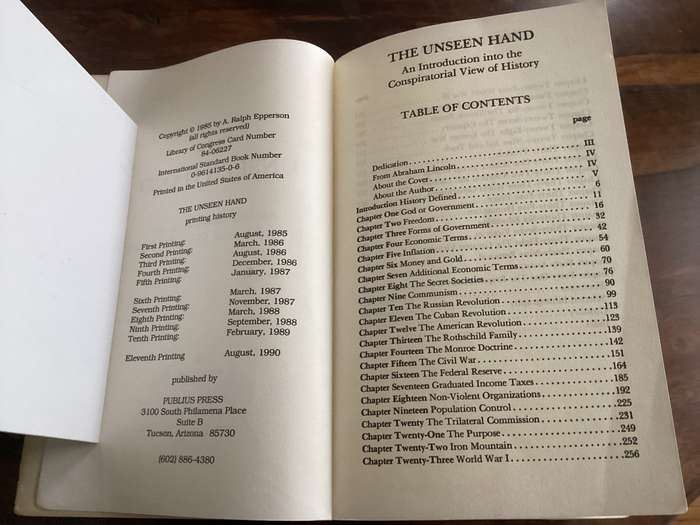 Copyright © 1985 by A. Ralph Epperson
(all rights reserved)
Library of Congress Card Number
84-06227
International Standard Book Number
0-9614135-0-6
Printed in the United States of America
THE UNSEEN HAND
printing history
First Printing: August, 1985
Second Printing: March, 1986
Third Printing: August, 1986
Fourth Printing: December, 1986
Fifth Printing: January, 1987
Sixth Printing: March, 1987
Seventh Printing: November, 1987
Eighth Printing: March, 1988
Ninth Printing: September, 1988
Tenth Printing: February, 1989
Eleventh Printing August, 1990
published by
PUBLIUS PRESS
3100 South Philamena Place
Suite B
Tucsen, Arizona 85730
(602) 886-4380
THE UNSEEN HAND
An Introduction into the
Conspiratorial View of History
TABLE OF CONTENTS
page
Dedication III
From Abraham Lincoln IV
About the Cover IV
About the Author V
Introduction History Defined 6
Chapter One God or Government 11
Chapter Two Freedom 16
Chapter Three Forms of Government 32
Chapter Four Economic Terms 42
Chapter Five Inflation 54
Chapter Six Money and Gold 60
Chapter Seven Additional Economic Terms 70
Chapter Eight The Secret Societies 76
Chapter Nine Communism 90
Chapter Ten The Russian Revolution 99
Chapter Eleven The Cuban Revolution 113
Chapter Twelve The American Revolution 123
Chapter Thirteen The Rothschild Family 139
Chapter Fourteen The Monroe Doctrine 142
Chapter Fifteen The Civil War 151
Chapter Sixteen The Federal Reserve 164
Chapter Seventeen Graduated Income Taxes 185
Chapter Eighteen Non-Violent Organizations 192
Chapter Nineteen Population Control 225
Chapter Twenty The Trilateral Commission 231
Chapter Twenty-One The Purpose 249
Chapter Twenty-Two Iron Mountain 252
Chapter Twenty-Three World War I 256